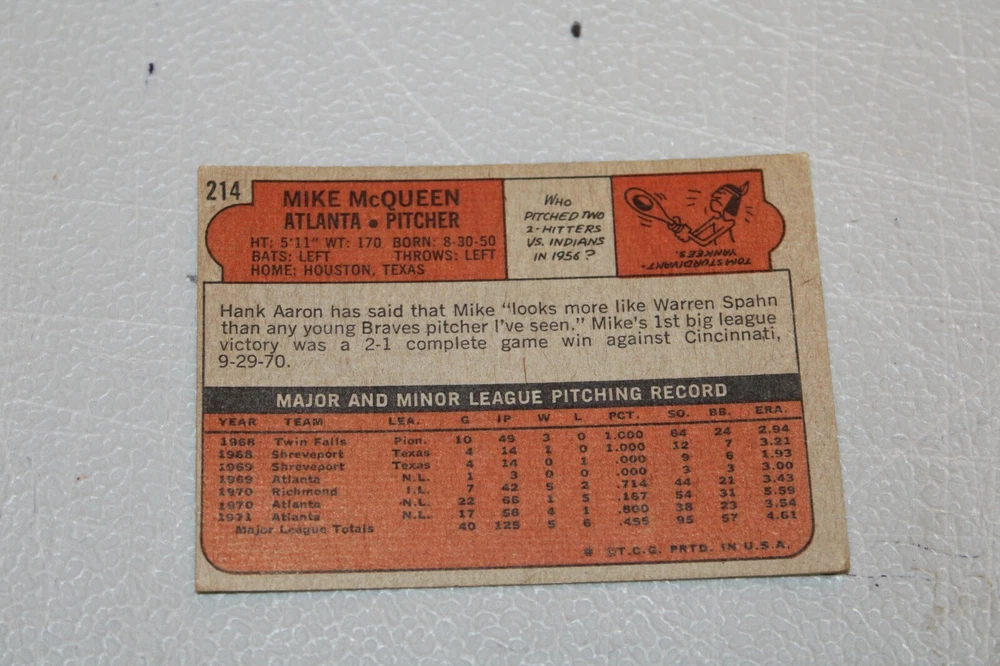 214
MIKE McQUEEN
ATLANTA • PITCHER
HT: 5'11" WT: 170 BORN: 8-30-50
BATS: LEFT THROWS: LEFT
HOME: HOUSTON, TEXAS
WHO
PITCHED TWO
2-HITTERS
VS. INDIANS
IN 1956?
TOM STURDIVANT-
YANKEES.
Hank Aaron has said that Mike "looks more like Warren Spahn
than any young Braves pitcher I've seen." Mike's 1st big league
victory was a 2-1 complete game win against Cincinnati,
9-29-70.
MAJOR AND MINOR LEAGUE PITCHING RECORD
YEAR TEAM LEA. G IP W L PCT. SO. BB. ERA.
1968 Twin Falls Pion. 10 49 3 0 1.000 64 24 2.94
1968 Shreveport Texas 4 14 1 0 1.000 12 7 3.21
1969 Shreveport Texas 4 14 0 1 .000 9 6 1.93
1969 Atlanta N.L. 1 3 0 0 .000 3 3 3.00
1970 Richmond I.L. 7 42 5 2 .714 44 21 3.43
1970 Atlanta N.L. 22 66 1 5 .167 54 31 5.59
1971 Atlanta N.L. 17 56 4 1 .800 38 23 3.54
Major League Totals 40 125 5 6 .455 95 57 4.61
T.C.G. PRTD. IN U.S.A.